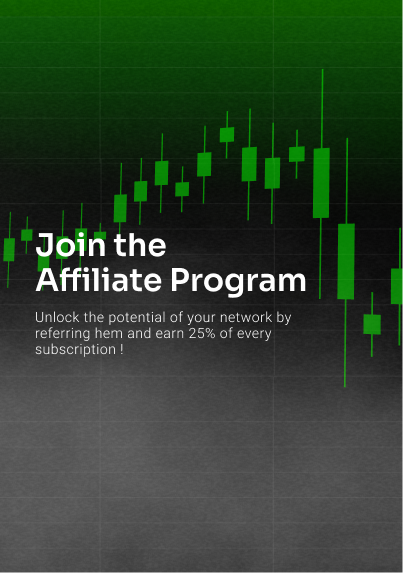 Join the
Affiliate Program
Unlock the potential of your network by
referring hem and earn 25% of every
subscription !